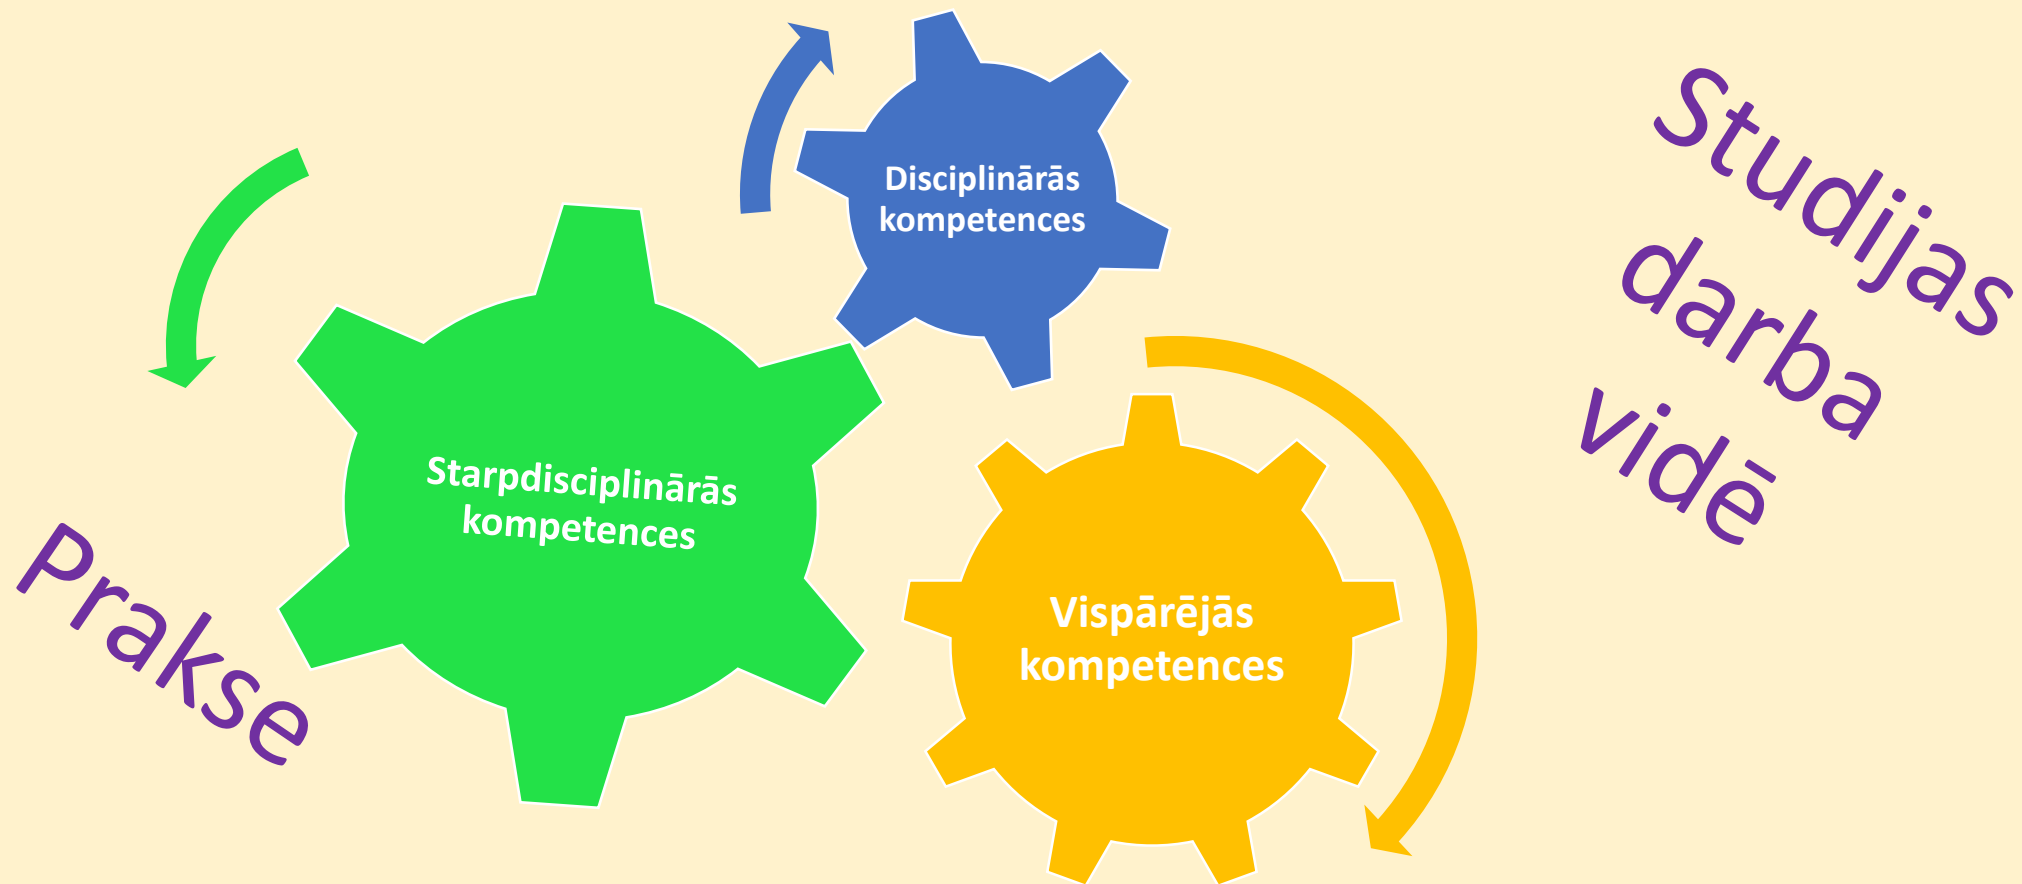 Disciplinārās
kompetences
Studijas
darba
vidē
Starpdisciplinārās
kompetences
Prakse
Vispārējās
kompetences